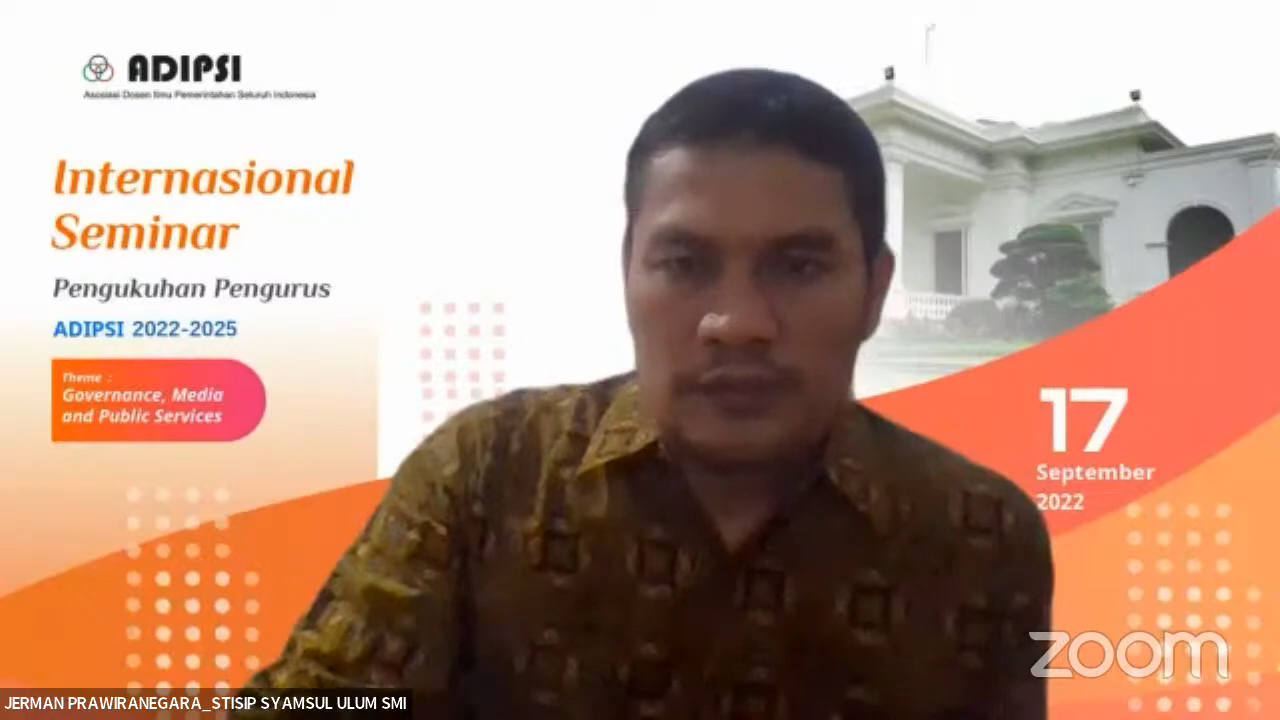 ADIPSI
Asosiasi Dosen Ilmu Pemerintahan Seluruh Indonesia
Internasional
Seminar
Pengukuhan Pengurus
ADIPSI 2022-2025
Theme :
Governance, Media
and Public Services
17
September
2022
zoom
JERMAN PRAWIRANEGARA_STISIP SYAMSUL ULUM SMI